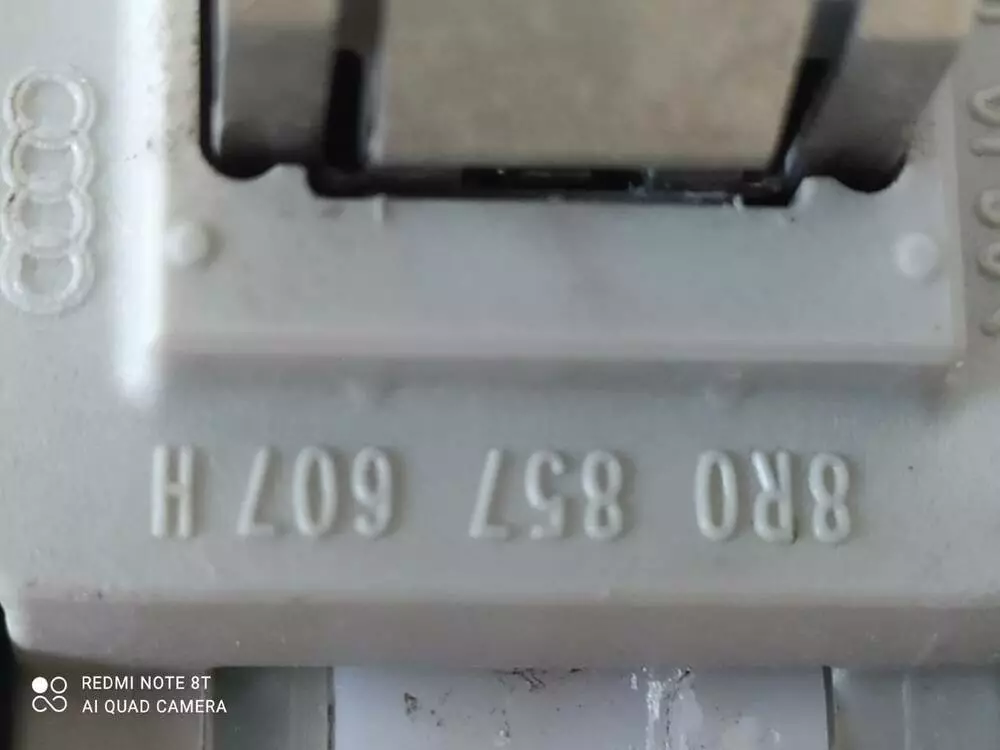 8R0 857 607 H
REDMI NOTE 8T
AI QUAD CAMERA